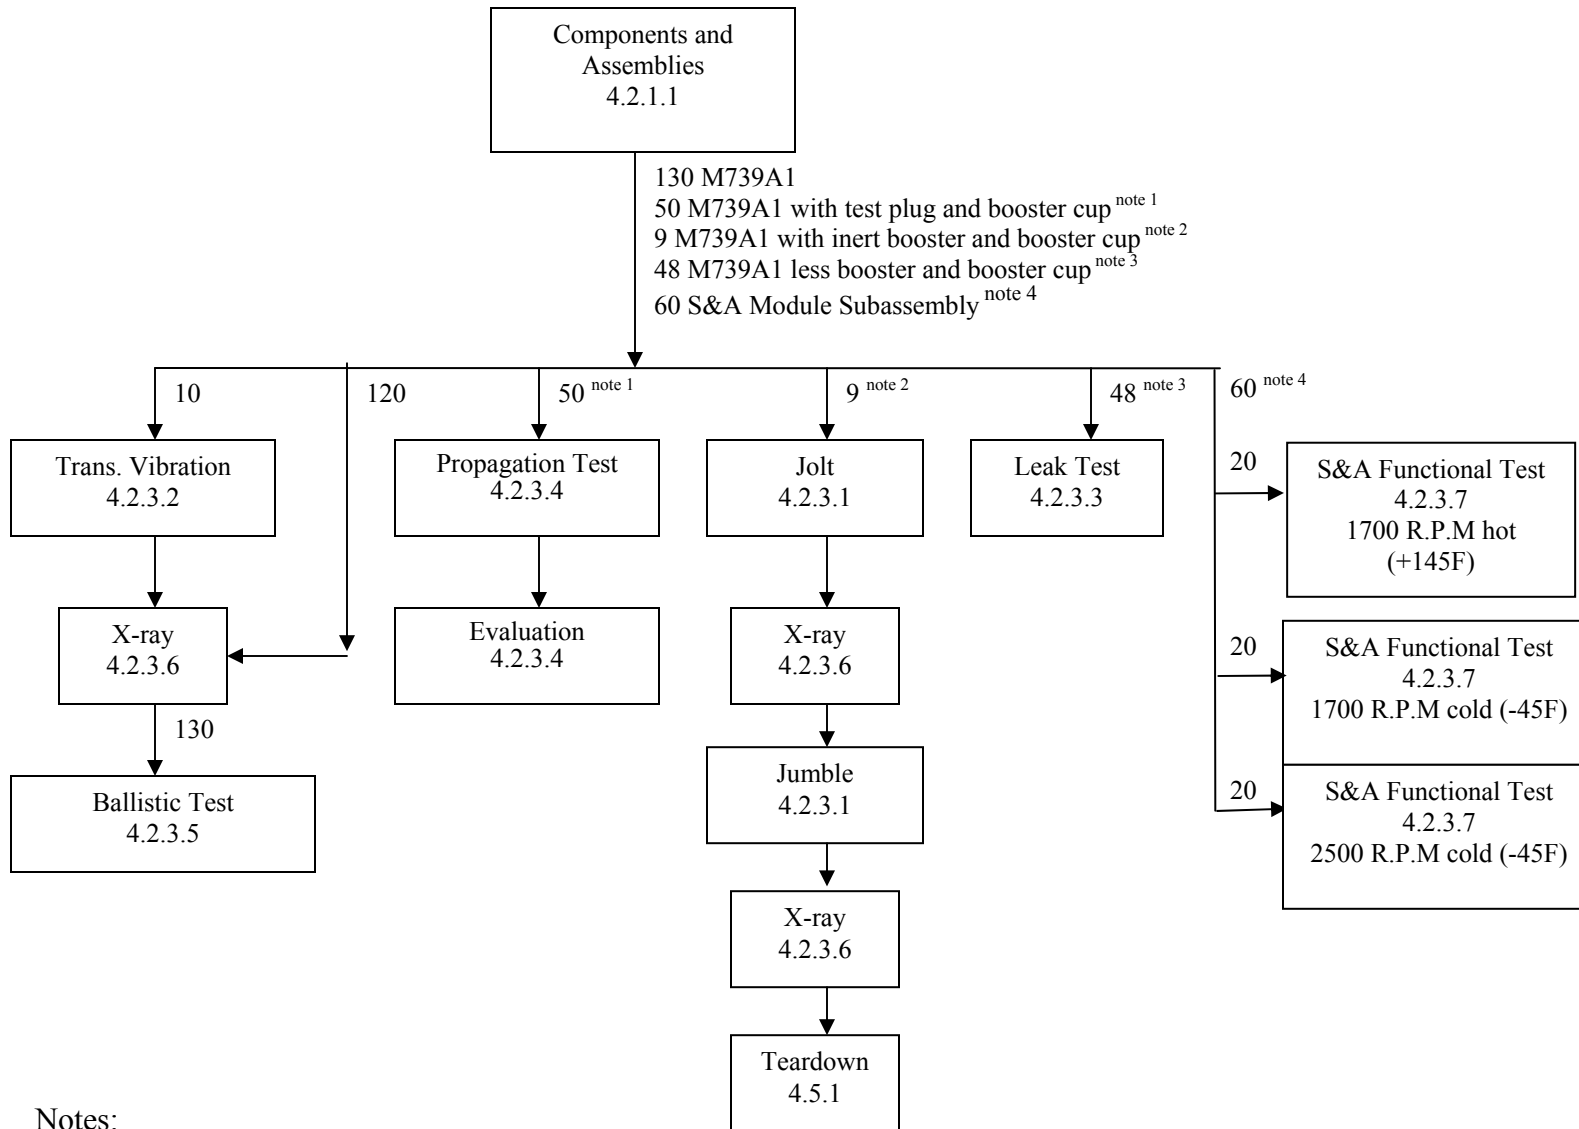 Components and
Assemblies
4.2.1.1
130 M739A1
50 M739A1 with test plug and booster cup note 1
9 M739A1 with inert booster and booster cup note 2
48 M739A1 less booster and booster cup note 3
60 S&A Module Subassembly note 4
10
120
50 note 1
9 note 2
48 note 3
60 note 4
Trans. Vibration
4.2.3.2
Propagation Test
4.2.3.4
Jolt
4.2.3.1
Leak Test
4.2.3.3
20
S&A Functional Test
4.2.3.7
1700 R.P.M hot
(+145F)
X-ray
4.2.3.6
Evaluation
4.2.3.4
X-ray
4.2.3.6
20
S&A Functional Test
4.2.3.7
1700 R.P.M cold (-45F)
130
Ballistic Test
4.2.3.5
Jumble
4.2.3.1
20
S&A Functional Test
4.2.3.7
2500 R.P.M cold (-45F)
X-ray
4.2.3.6
Teardown
4.5.1
Notes: